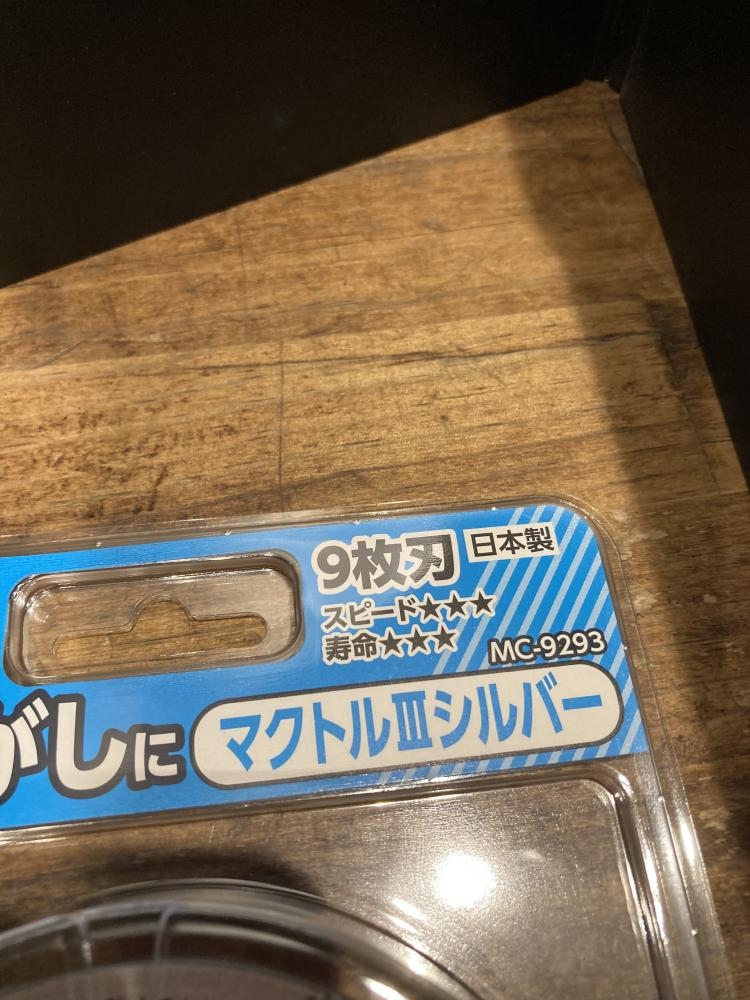 9枚刃 日本製
スピード★★★
寿命★★★
MC-9293
がしに マクトルⅢシルバー